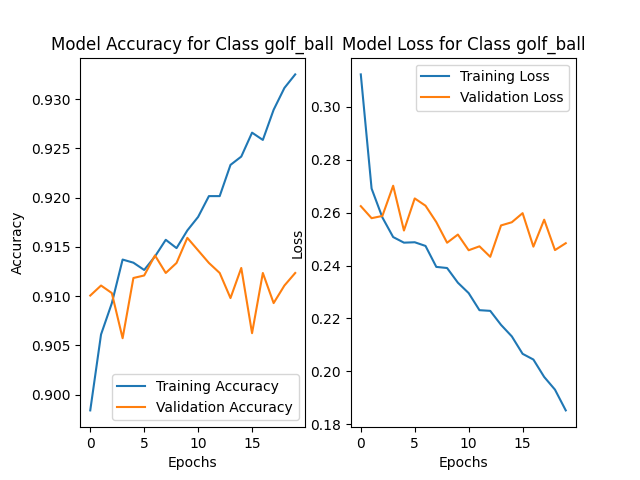 Model Accuracy for Class golf_ball
Accuracy
0.930
0.925
0.920
0.915
0.910
0.905
0.900
0 5 10 15
Epochs
Training Accuracy
Validation Accuracy
Model Loss for Class golf_ball
Loss
0.30
0.28
0.26
0.24
0.22
0.20
0.18
0 5 10 15
Epochs
Training Loss
Validation Loss